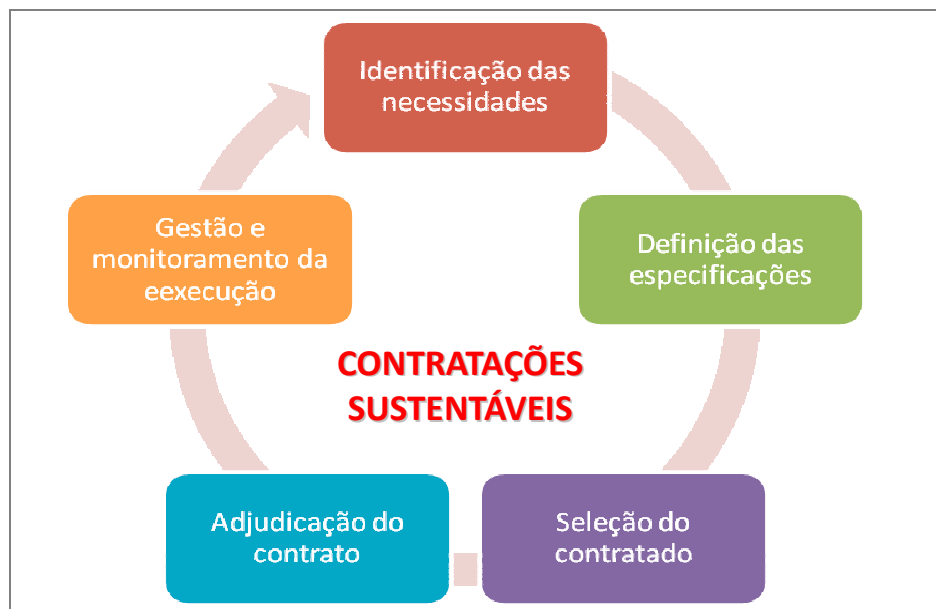 Identificação das
necessidades
Definição das
especificações
Seleção do
contratado
Adjudicação do
contrato
Gestão e
monitoramento da
eexecução
CONTRATAÇÕES
SUSTENTÁVEIS